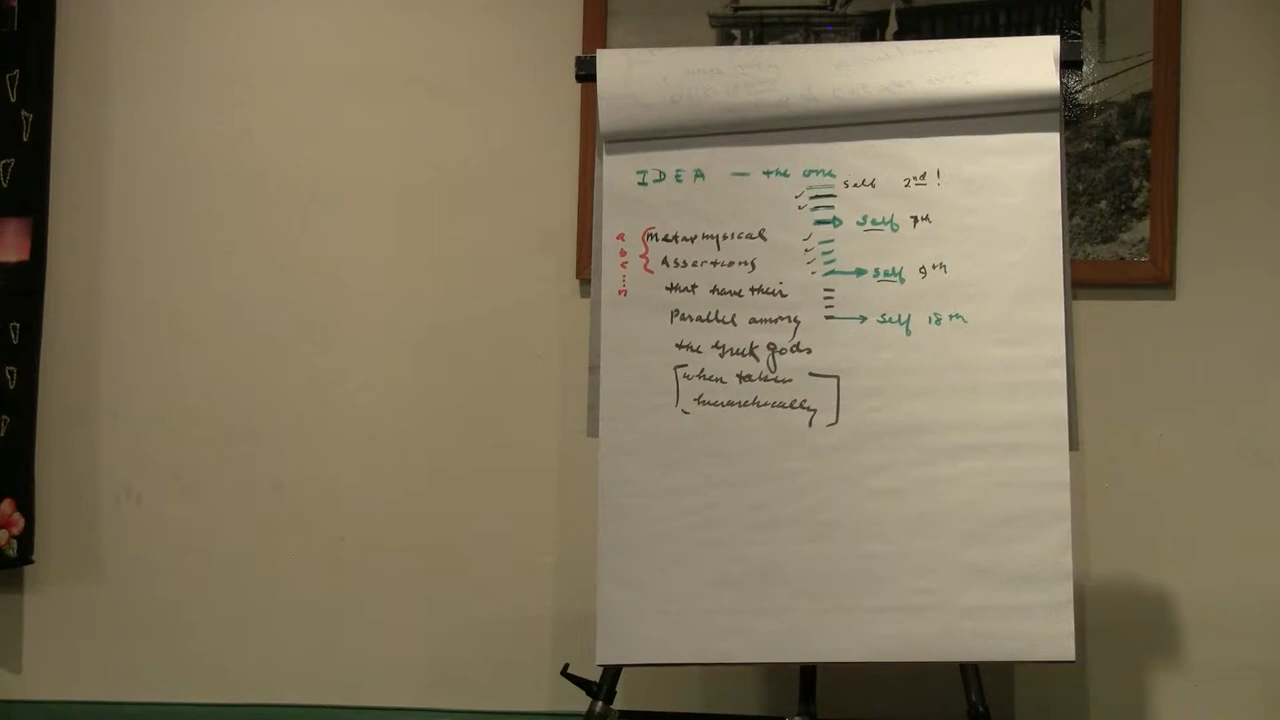 IDEA — the one
self 2nd !
Self 7th
a
b
c
n
Metaphysical
Assertions
self 9th
that have their
Parallel among
Self 18th
the Greek gods
[when taken
hierarchically]